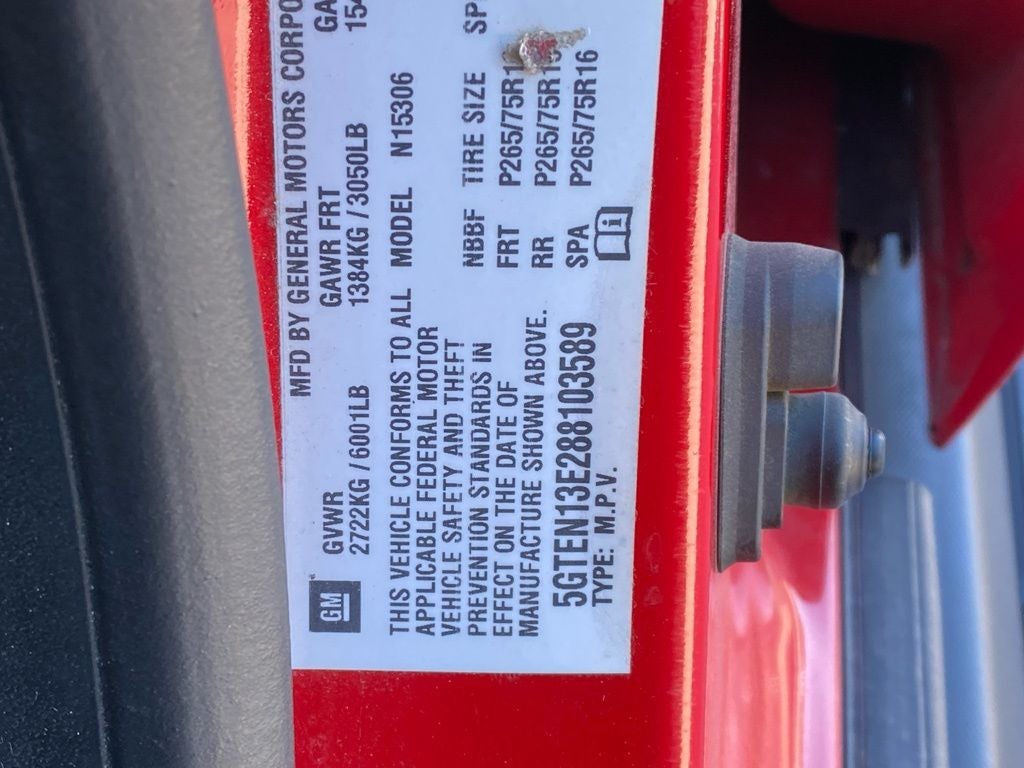 MFD BY GENERAL MOTORS CORPO
GVWR GAWR FRT GA
2722KG / 6001LB 1384KG / 3050LB 154
GM
THIS VEHICLE CONFORMS TO ALL
APPLICABLE FEDERAL MOTOR
VEHICLE SAFETY AND THEFT
PREVENTION STANDARDS IN
EFFECT ON THE DATE OF
MANUFACTURE SHOWN ABOVE.
MODEL N15306
NBBF TIRE SIZE SP
FRT P265/75R1
RR P265/75R16
SPA P265/75R16
5GTEN13E288103589
TYPE: M.P.V.